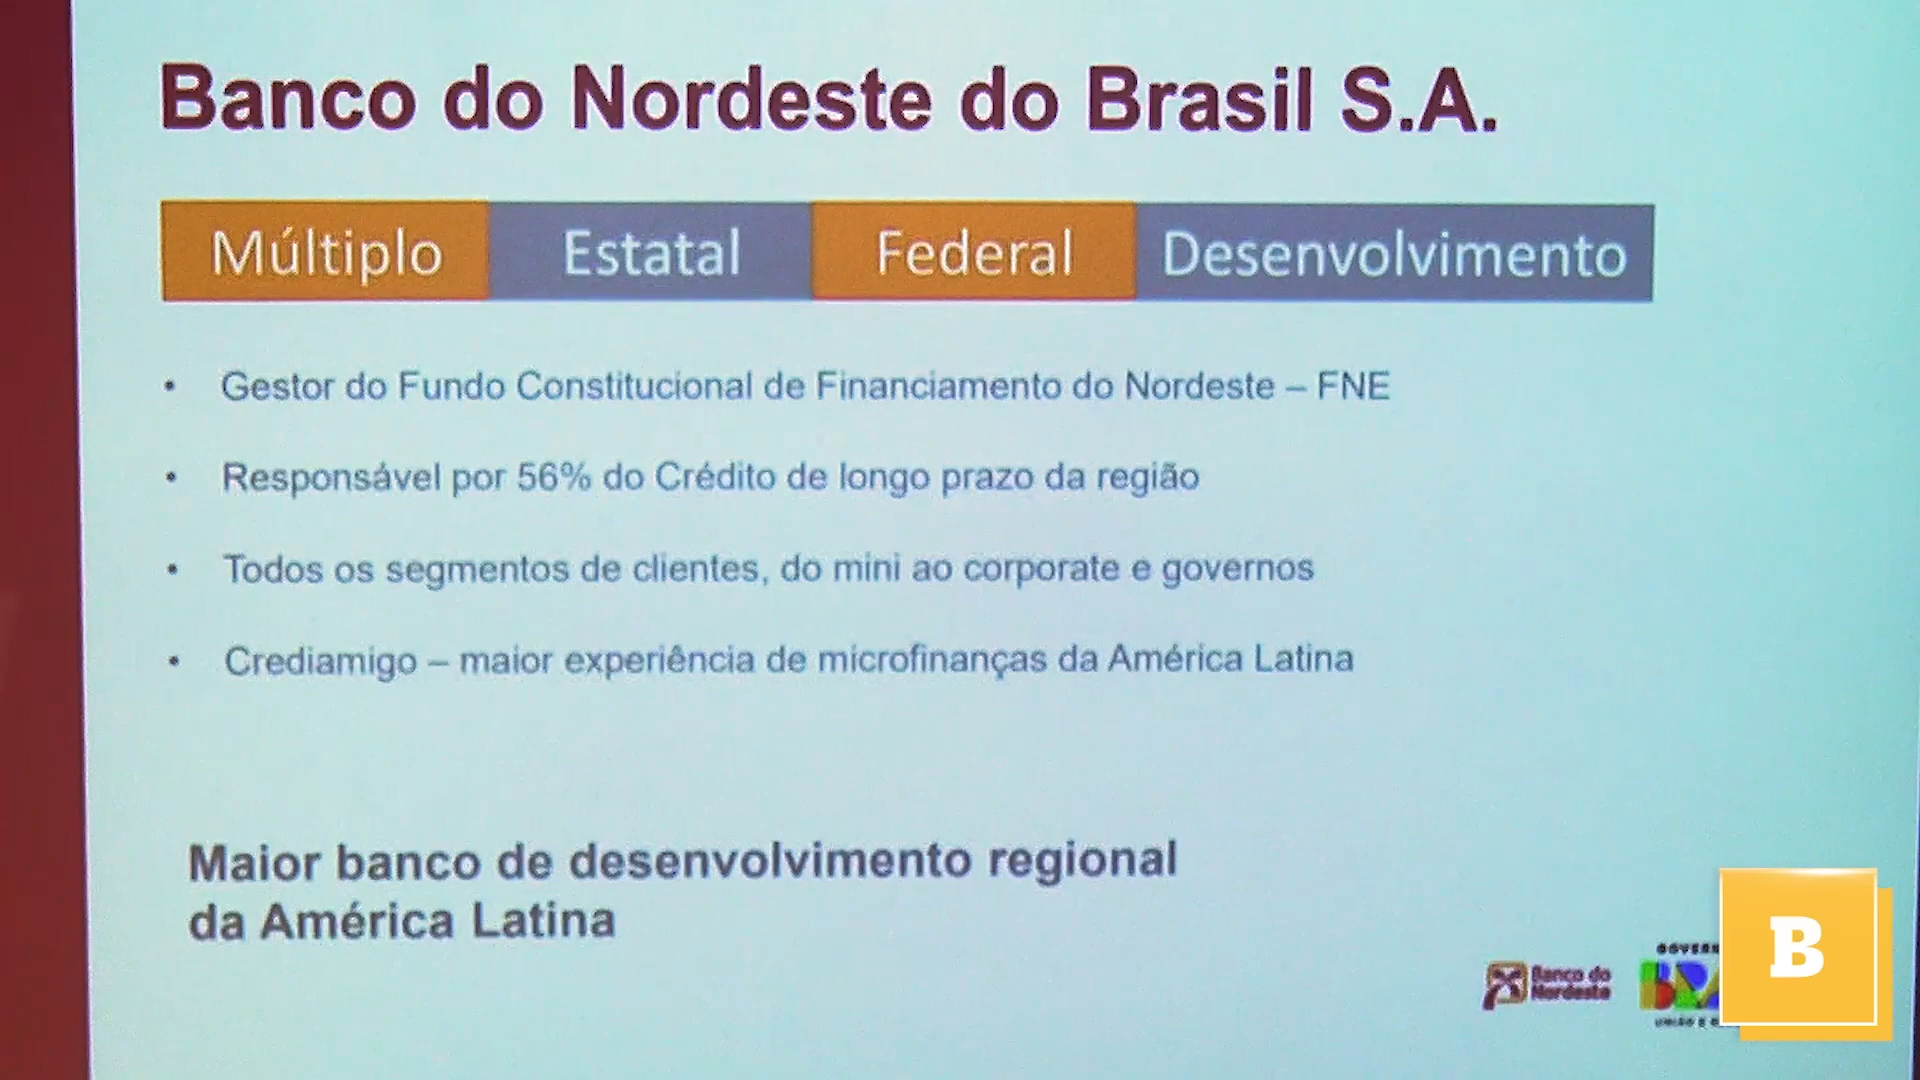 Banco do Nordeste do Brasil S.A.
Múltiplo Estatal Federal Desenvolvimento
• Gestor do Fundo Constitucional de Financiamento do Nordeste – FNE
• Responsável por 56% do Crédito de longo prazo da região
• Todos os segmentos de clientes, do mini ao corporate e governos
• Crediamigo – maior experiência de microfinanças da América Latina
Maior banco de desenvolvimento regional
da América Latina
Banco do
Nordeste
B